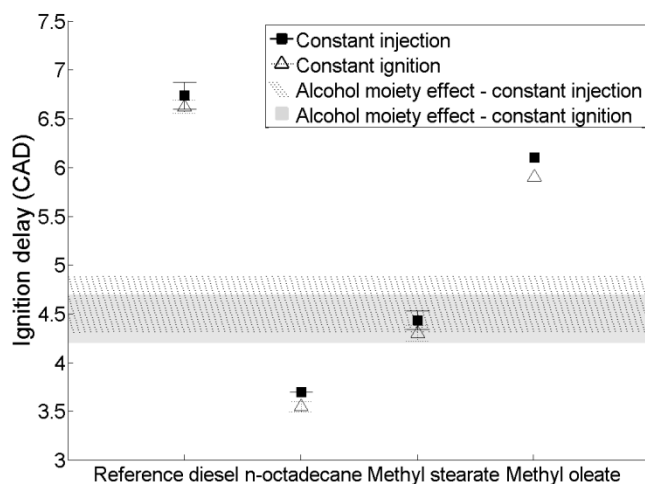 7.5
7
6.5
6
5.5
5
4.5
4
3.5
3
Ignition delay (CAD)
Constant injection
Constant ignition
Alcohol moiety effect - constant injection
Alcohol moiety effect - constant ignition
Reference diesel n-octadecane Methyl stearate Methyl oleate